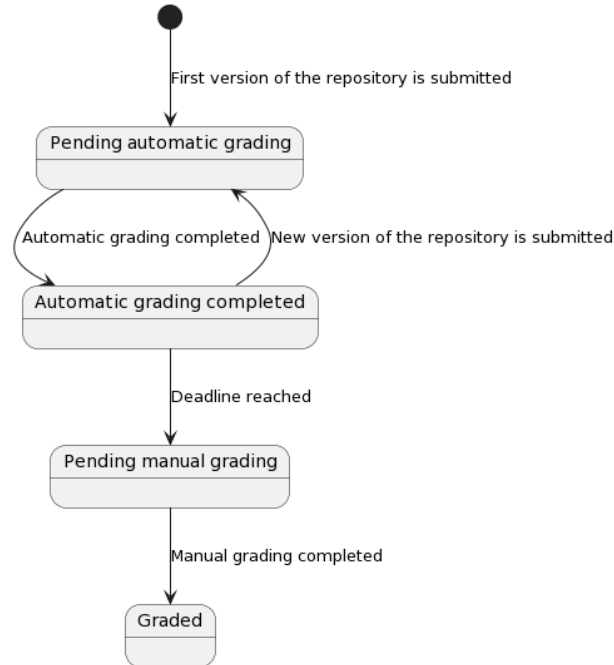 First version of the repository is submitted
Pending automatic grading
Automatic grading completed
New version of the repository is submitted
Automatic grading completed
Deadline reached
Pending manual grading
Manual grading completed
Graded